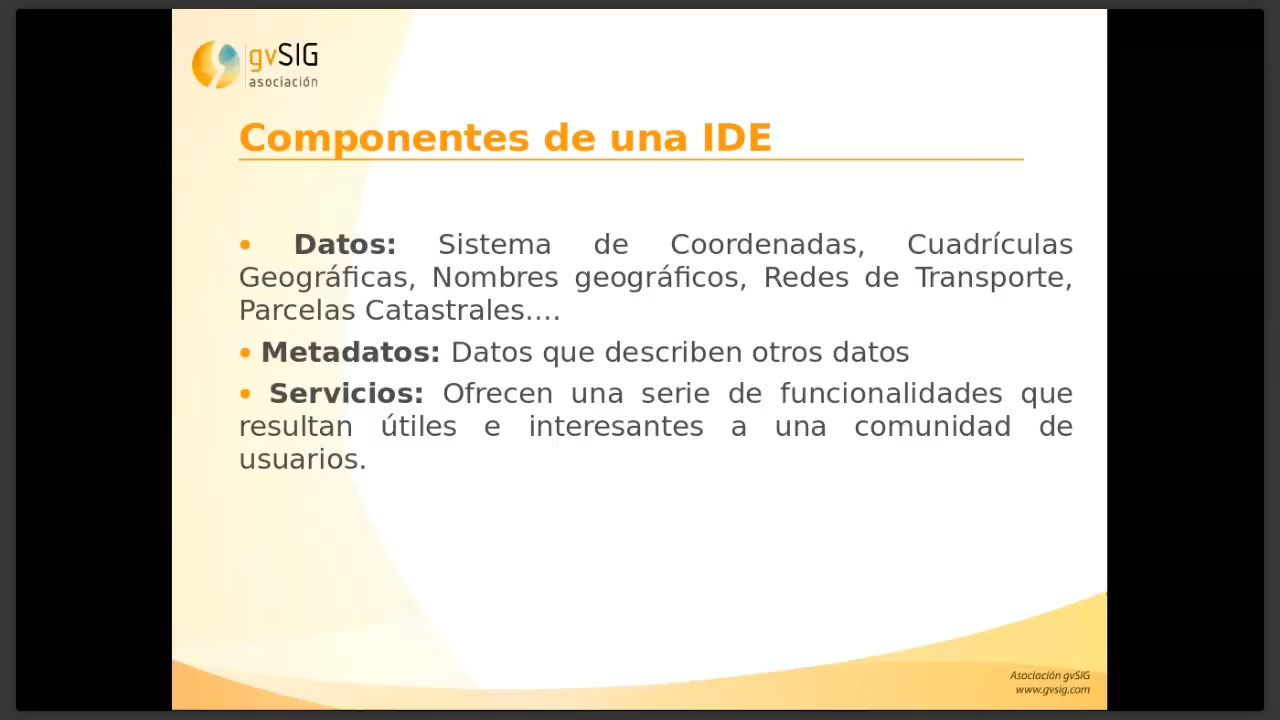 gvSIG
asociación
Componentes de una IDE
• Datos: Sistema de Coordenadas, Cuadrículas
Geográficas, Nombres geográficos, Redes de Transporte,
Parcelas Catastrales....
• Metadatos: Datos que describen otros datos
• Servicios: Ofrecen una serie de funcionalidades que
resultan útiles e interesantes a una comunidad de
usuarios.
Asociación gvSIG
www.gvsig.com